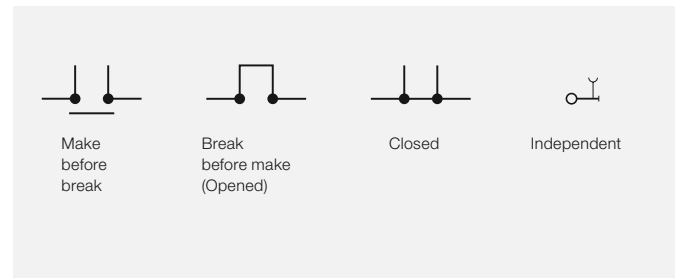 Make
before
break
Break
before make
(Opened)
Closed
Independent